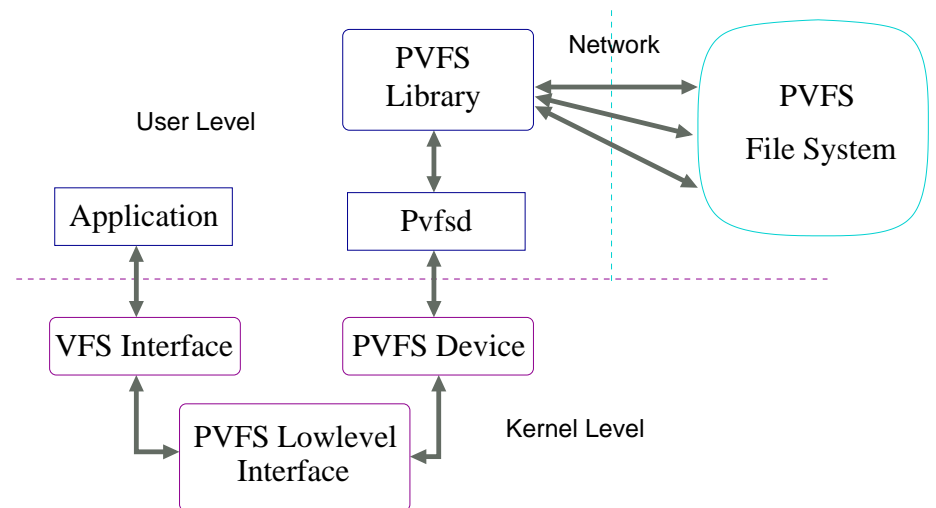 Network
PVFS
Library
PVFS
File System
User Level
Application
Pvfsd
VFS Interface
PVFS Device
PVFS Lowlevel
Interface
Kernel Level